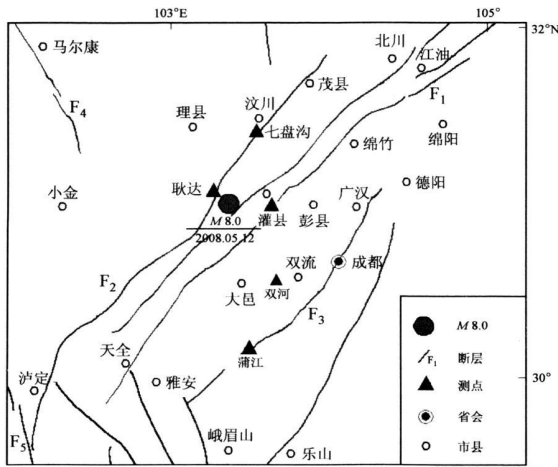 103°E
105°
32°N
马尔康
北川
江油
茂县
F₁
F₄
理县
汶川
七盘沟
绵竹
绵阳
耿达
德阳
小金
灌县
彭县
广汉
M 8.0
2008.05.12
双流
成都
F₂
大邑
双河
F₃
M 8.0
天全
蒲江
F₁ 断层
泸定
雅安
30°
测点
省会
F₅
峨眉山
乐山
市县